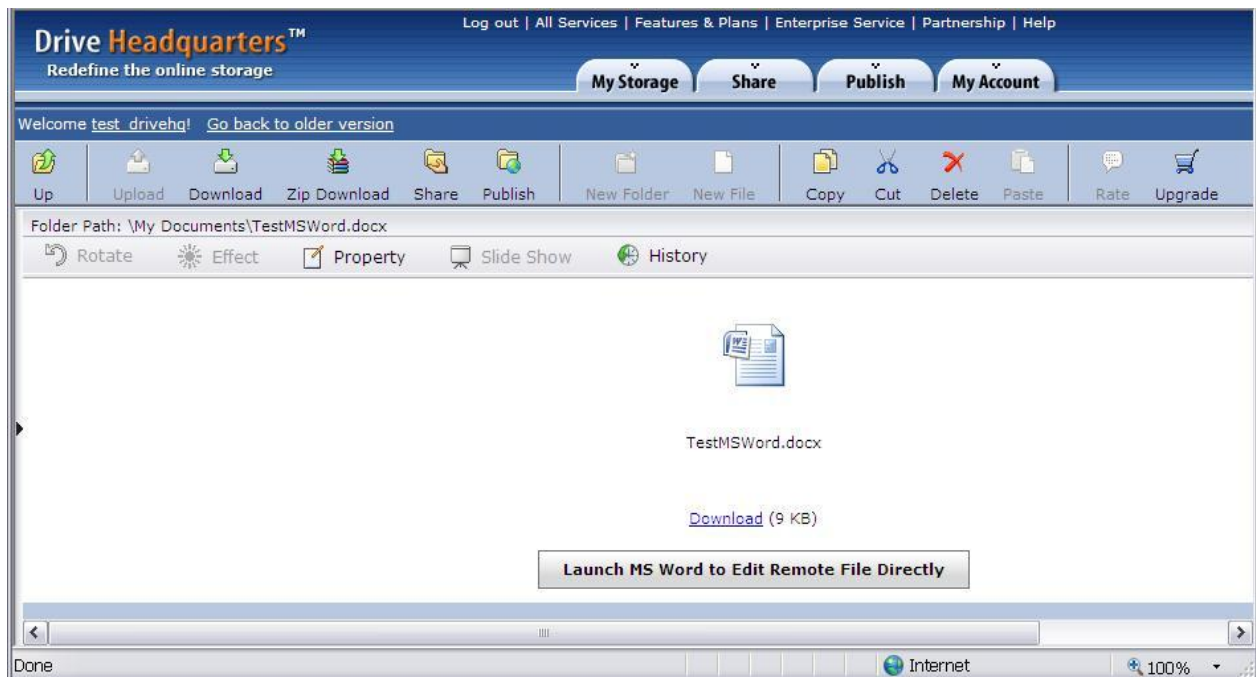 Log out | All Services | Features & Plans | Enterprise Service | Partnership | Help
Drive Headquarters™
Redefine the online storage
My Storage Share Publish My Account
Welcome test_drivehq! Go back to older version
Up Upload Download Zip Download Share Publish New Folder New File Copy Cut Delete Paste Rate Upgrade
Folder Path: \My Documents\TestMSWord.docx
Rotate Effect Property Slide Show History
TestMSWord.docx
Download (9 KB)
Launch MS Word to Edit Remote File Directly
Done Internet 100%